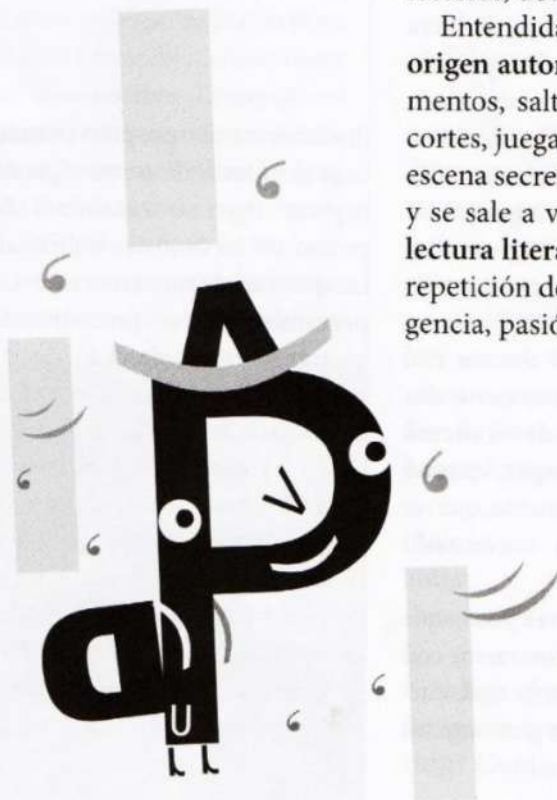 Entendida
origen autor
mentos, salt
cortes, juega
escena secre
y se sale a v
lectura litera
repetición de
gencia, pasió